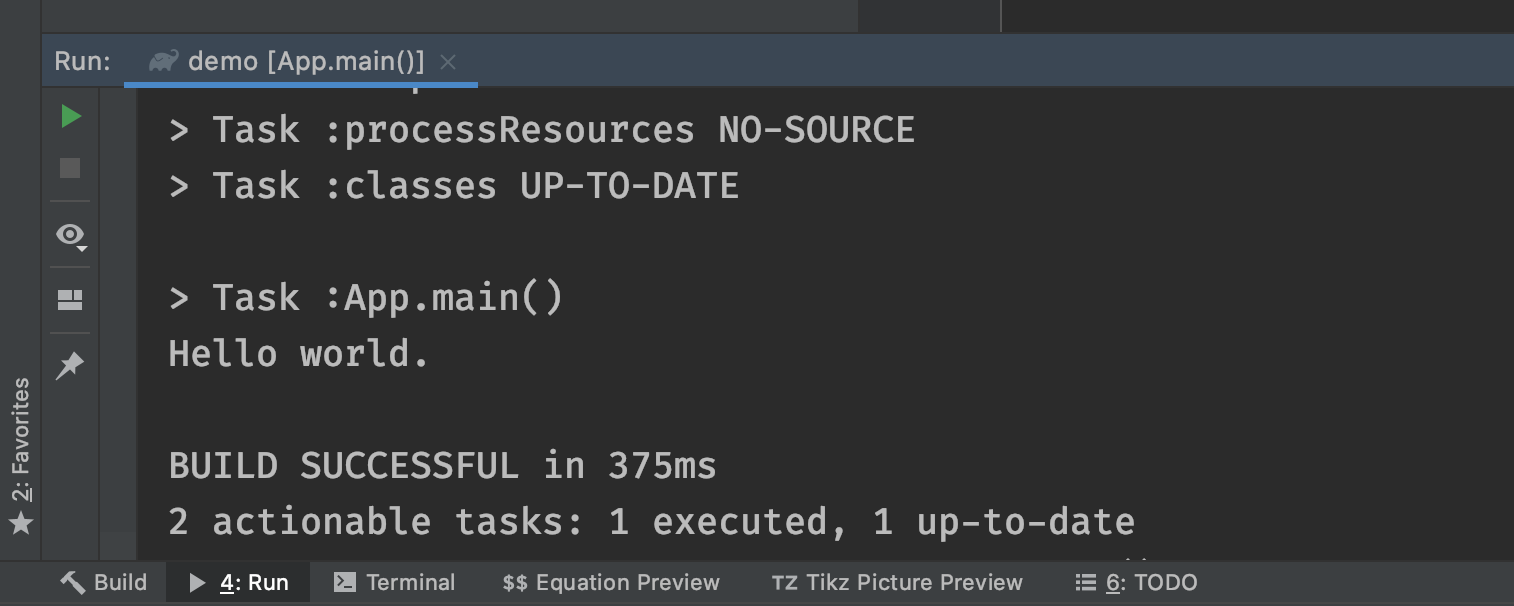 Run: demo [App.main()]
> Task :processResources NO-SOURCE
> Task :classes UP-TO-DATE
> Task :App.main()
Hello world.
BUILD SUCCESSFUL in 375ms
2 actionable tasks: 1 executed, 1 up-to-date
2: Favorites
Build 4: Run Terminal $$ Equation Preview TZ Tikz Picture Preview 6: TODO